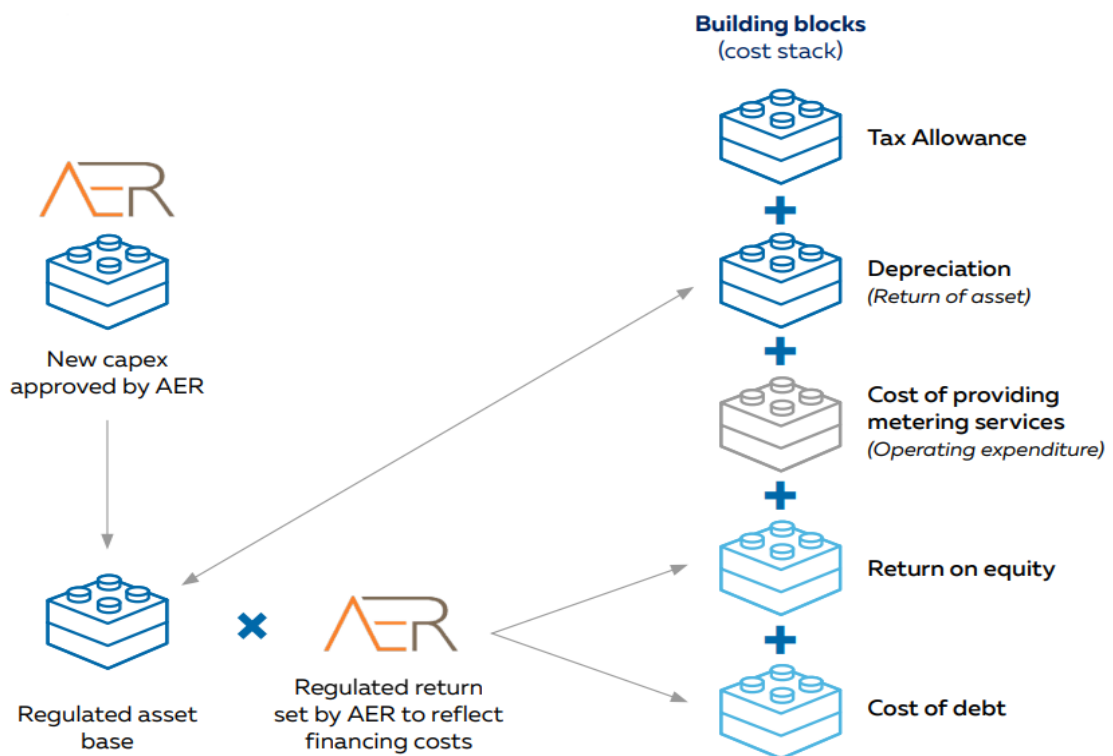 Building blocks
(cost stack)
Tax Allowance
AER
New capex
approved by AER
Depreciation
(Return of asset)
Cost of providing
metering services
(Operating expenditure)
Return on equity
AER
Regulated asset
base
Regulated return
set by AER to reflect
financing costs
Cost of debt